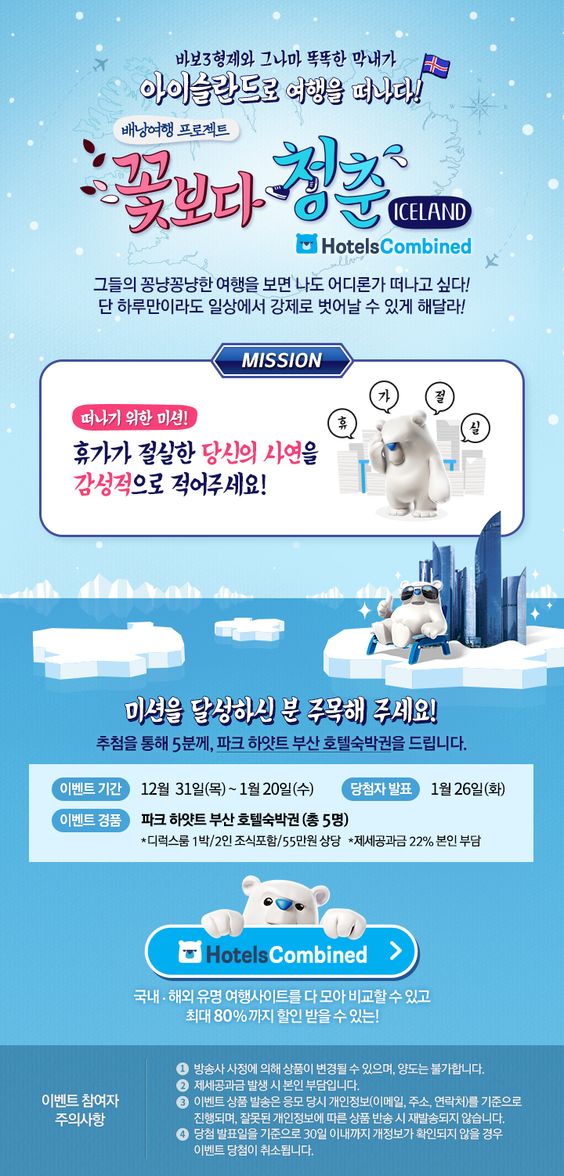 바보3형제와 그나마 똑똑한 막내가
아이슬란드로 여행을 떠나다!
배낭여행 프로젝트
꽃보다 청춘 ICELAND
HotelsCombined
그들의 꽁냥꽁냥한 여행을 보면 나도 어디론가 떠나고 싶다!
단 하루만이라도 일상에서 강제로 벗어날 수 있게 해달라!
MISSION
떠나기 위한 미션!
휴가가 절실한 당신의 사연을
감성적으로 적어주세요!
휴 가 절 실
미션을 달성하신 분 주목해 주세요!
추첨을 통해 5분께, 파크 하얏트 부산 호텔숙박권을 드립니다.
이벤트 기간 12월 31일(목) ~ 1월 20일(수) 당첨자 발표 1월 26일(화)
이벤트 경품 파크 하얏트 부산 호텔숙박권 (총 5명)
*디럭스룸 1박/2인 조식포함/55만원 상당 *제세공과금 22% 본인 부담
HotelsCombined >
국내 · 해외 유명 여행사이트를 다 모아 비교할 수 있고
최대 80%까지 할인 받을 수 있는!
이벤트 참여자
주의사항
1 방송사 사정에 의해 상품이 변경될 수 있으며, 양도는 불가합니다.
2 제세공과금 발생 시 본인 부담입니다.
3 이벤트 상품 발송은 응모 당시 개인정보(이메일, 주소, 연락처)를 기준으로
진행되며, 잘못된 개인정보에 따른 상품 반송 시 재발송되지 않습니다.
4 당첨 발표일을 기준으로 30일 이내까지 개정보가 확인되지 않을 경우
이벤트 당첨이 취소됩니다.